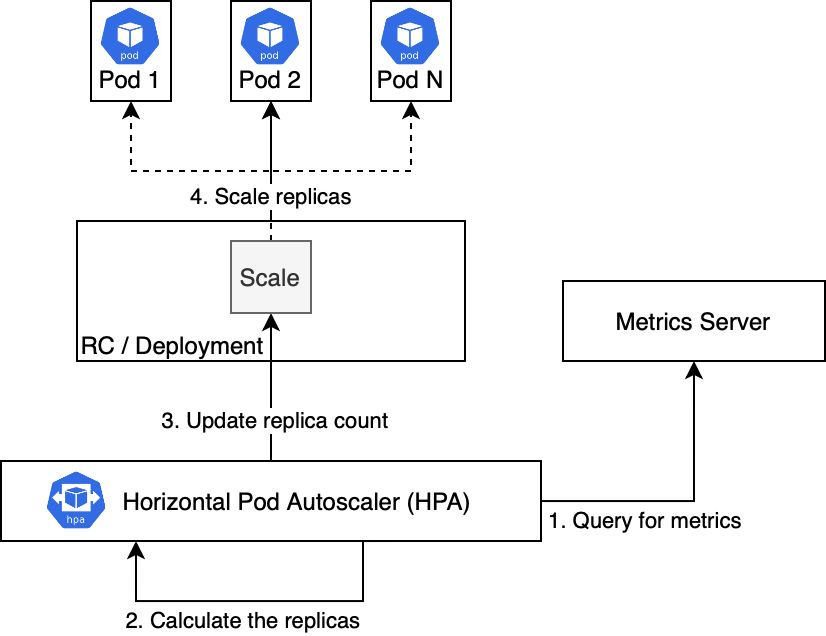 pod
pod
pod
Pod 1
Pod 2
Pod N
4. Scale replicas
Scale
RC / Deployment
Metrics Server
3. Update replica count
hpa
Horizontal Pod Autoscaler (HPA)
1. Query for metrics
2. Calculate the replicas